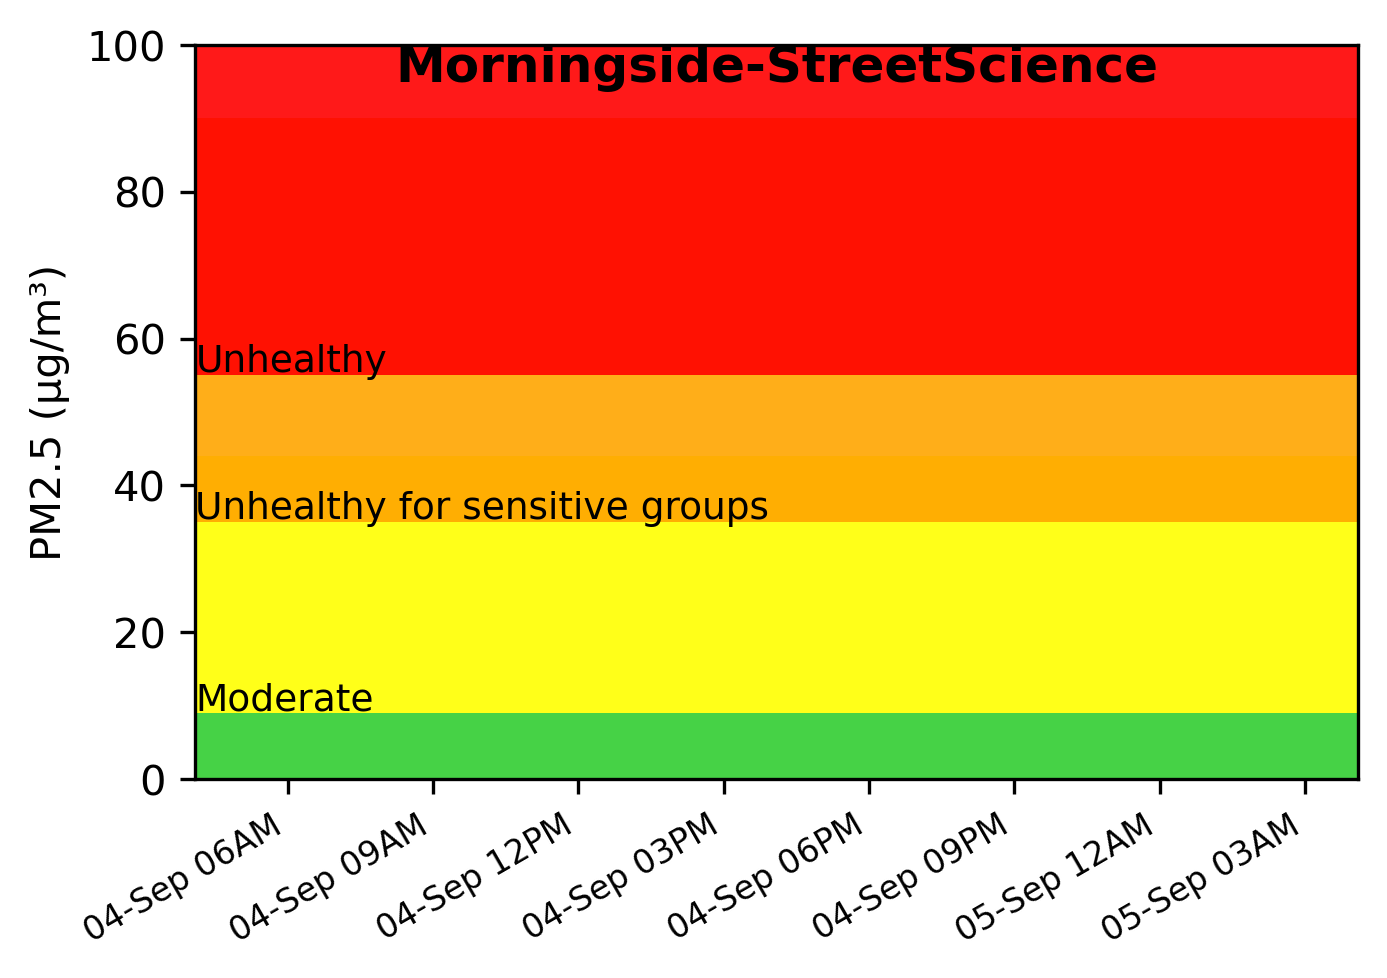 Morningside-StreetScience
PM2.5 (µg/m³)
100
80
60
40
20
0
Unhealthy
Unhealthy for sensitive groups
Moderate
04-Sep 06AM
04-Sep 09AM
04-Sep 12PM
04-Sep 03PM
04-Sep 06PM
04-Sep 09PM
05-Sep 12AM
05-Sep 03AM